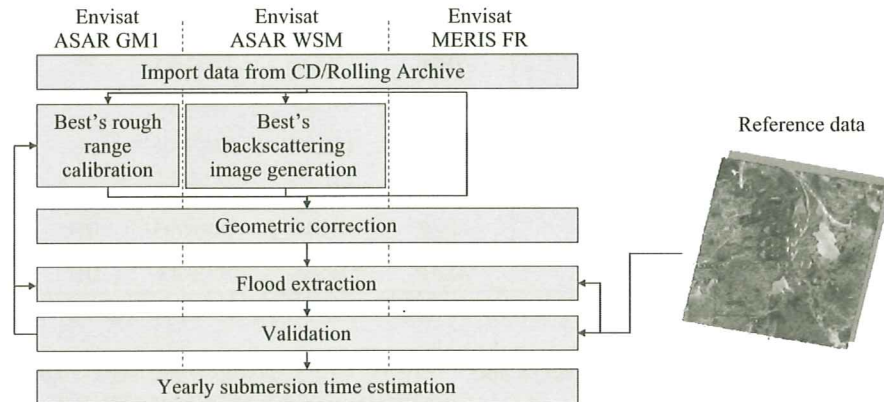 Envisat
ASAR GM1
Envisat
ASAR WSM
Envisat
MERIS FR
Import data from CD/Rolling Archive
Best's rough
range
calibration
Best's
backscattering
image generation
Reference data
Geometric correction
Flood extraction
Validation
Yearly submersion time estimation